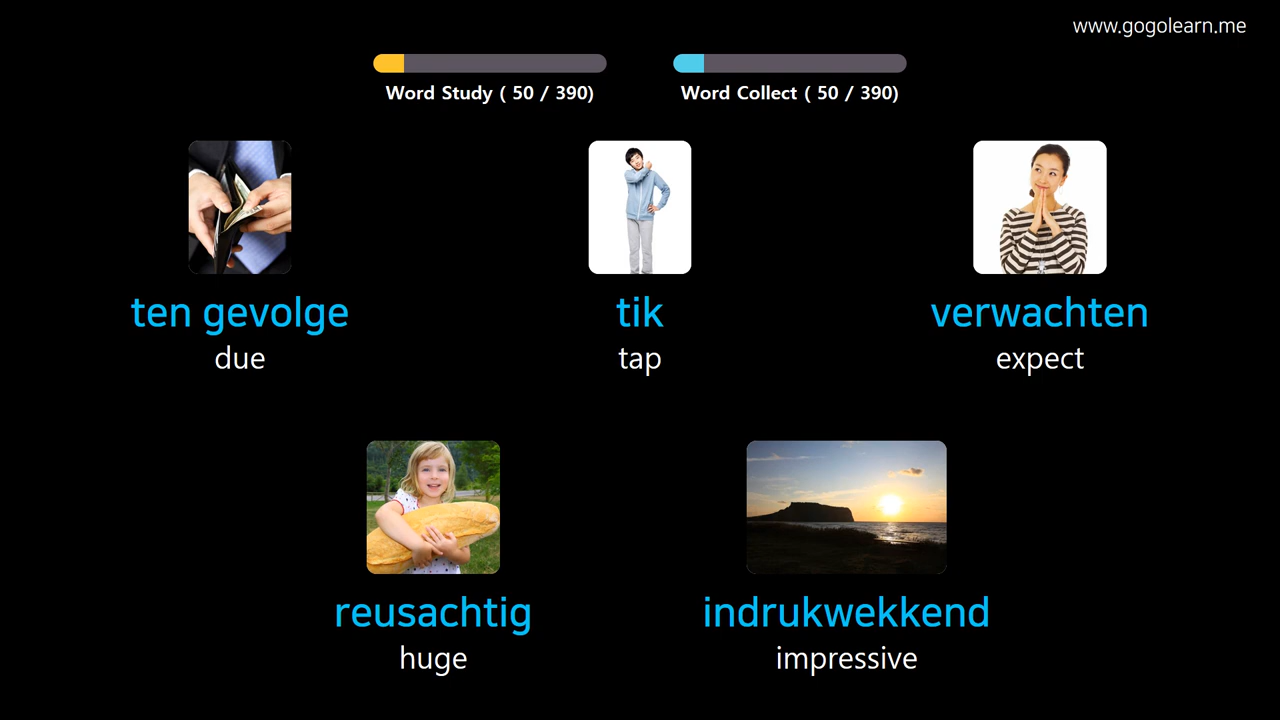 www.gogolearn.me
Word Study ( 50 / 390)
Word Collect ( 50 / 390)
ten gevolge
due
tik
tap
verwachten
expect
reusachtig
huge
indrukwekkend
impressive